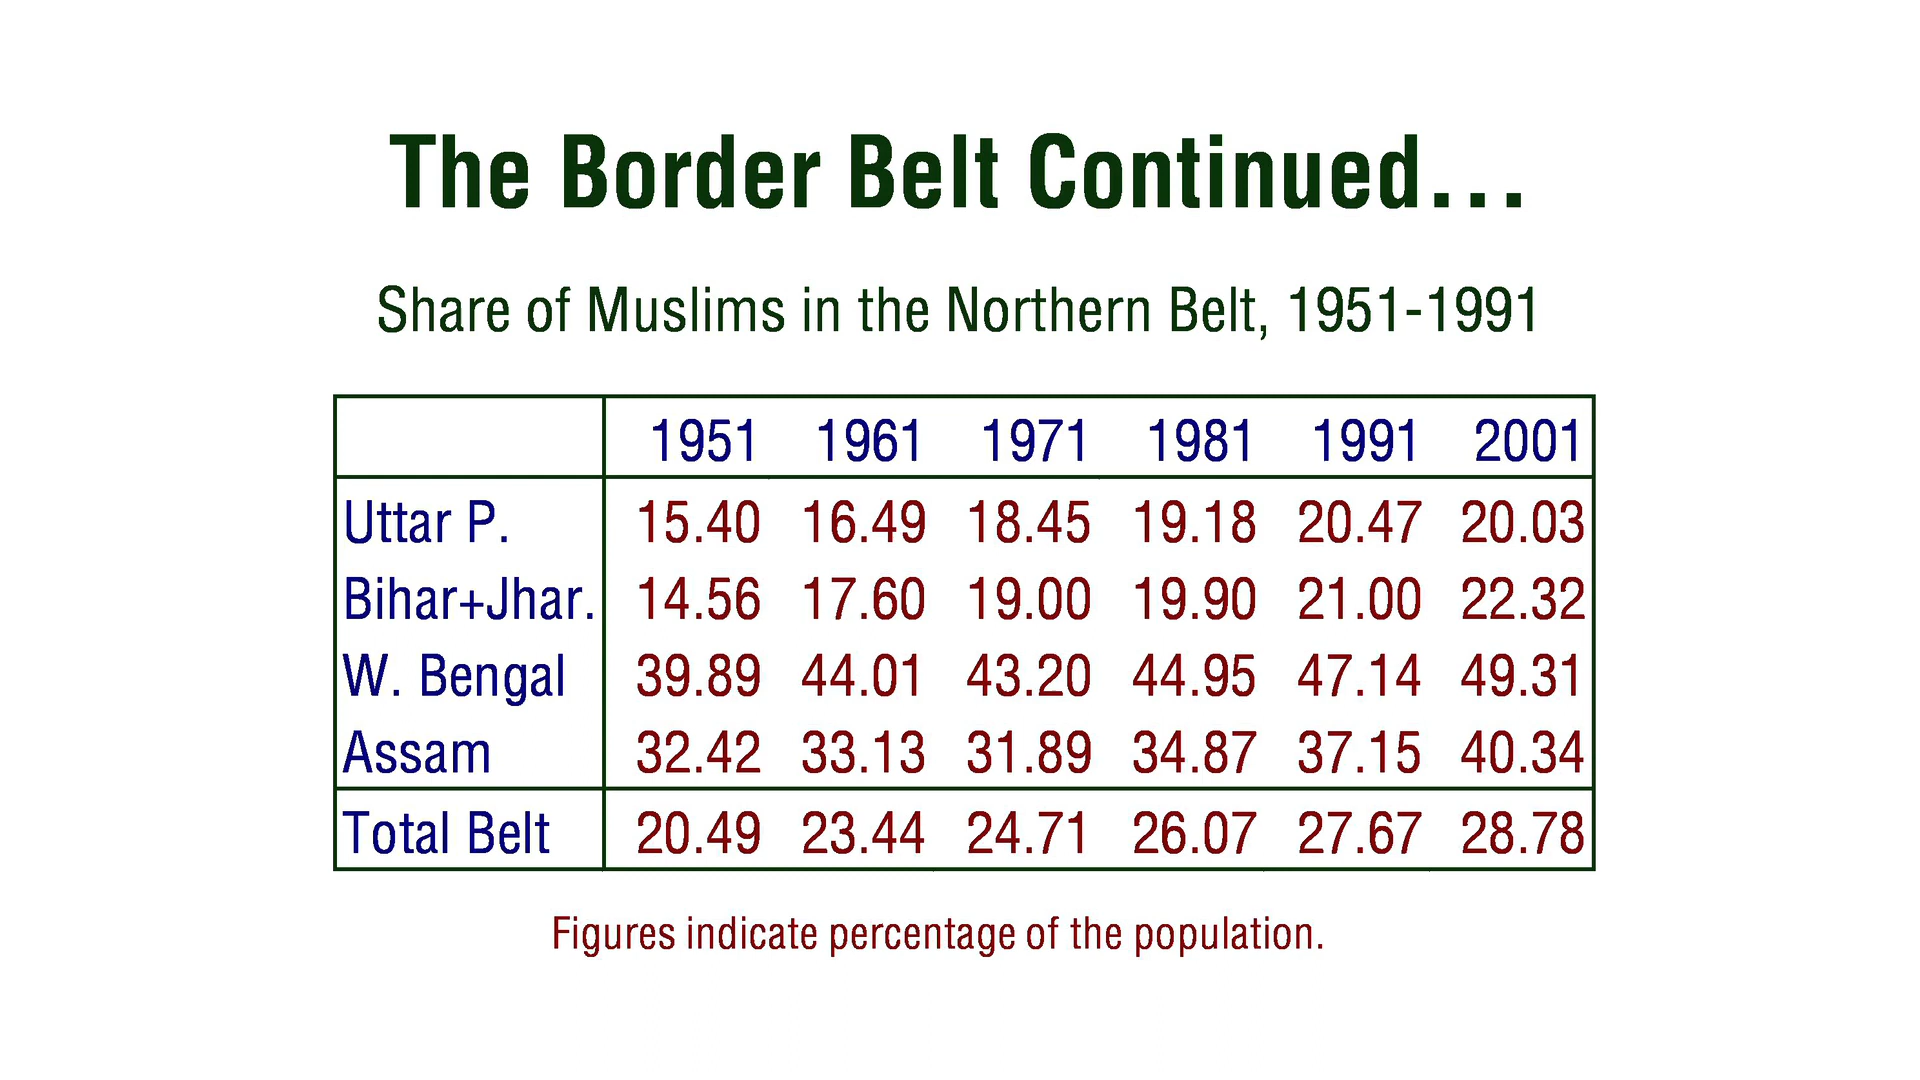 The Border Belt Continued…
Share of Muslims in the Northern Belt, 1951-1991
1951 1961 1971 1981 1991 2001
Uttar P. 15.40 16.49 18.45 19.18 20.47 20.03
Bihar+Jhar. 14.56 17.60 19.00 19.90 21.00 22.32
W. Bengal 39.89 44.01 43.20 44.95 47.14 49.31
Assam 32.42 33.13 31.89 34.87 37.15 40.34
Total Belt 20.49 23.44 24.71 26.07 27.67 28.78
Figures indicate percentage of the population.